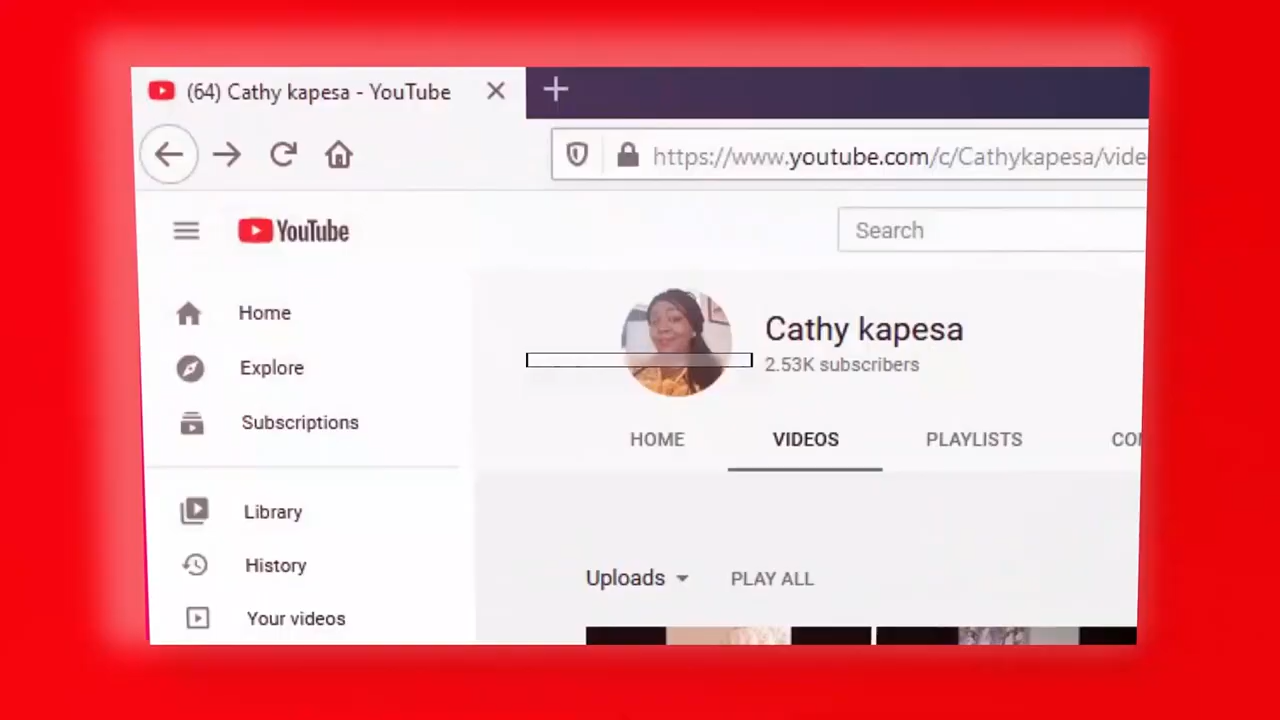 (64) Cathy kapesa - YouTube
https://www.youtube.com/c/Cathykapesa/vide
YouTube
Search
Home
Explore
Subscriptions
Library
History
Your videos
Cathy kapesa
2.53K subscribers
HOME VIDEOS PLAYLISTS
Uploads PLAY ALL